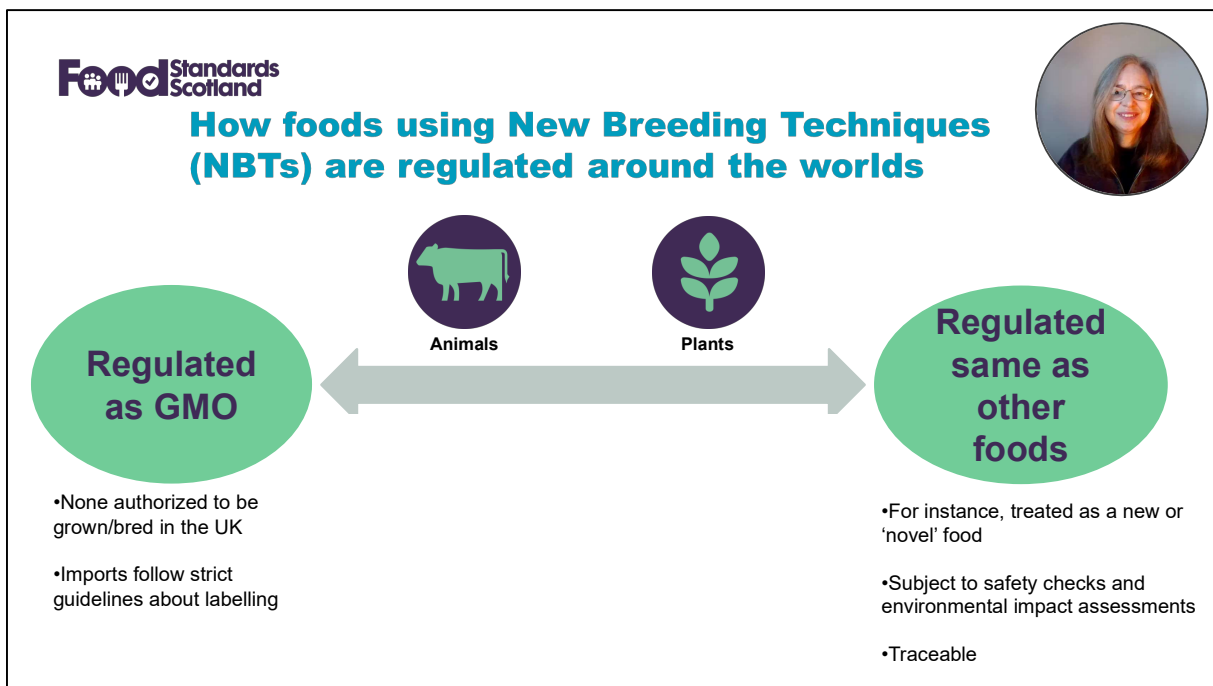 Food Standards
Scotland
How foods using New Breeding Techniques
(NBTs) are regulated around the worlds
Animals
Plants
Regulated
as GMO
Regulated
same as
other
foods
•None authorized to be
grown/bred in the UK
•Imports follow strict
guidelines about labelling
•For instance, treated as a new or
‘novel’ food
•Subject to safety checks and
environmental impact assessments
•Traceable